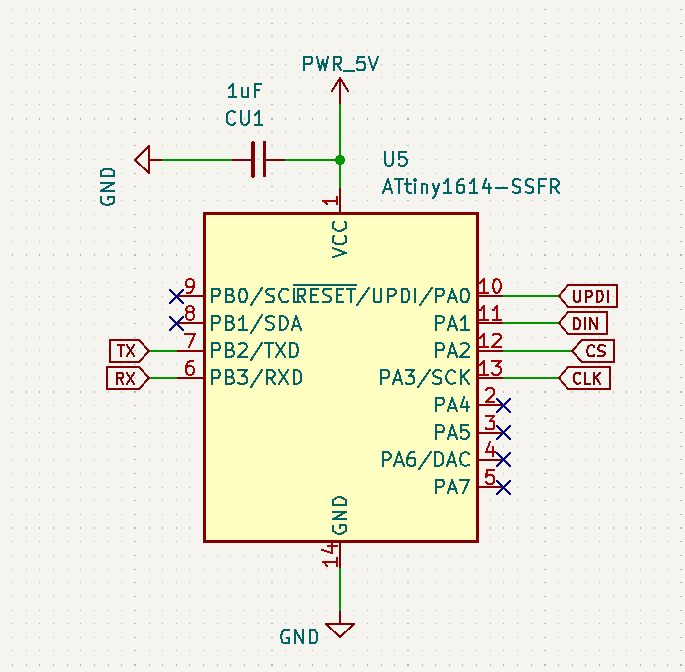 PWR_5V
1uF
CU1
GND
U5
ATtiny1614-SSFR
1
VCC
9 PB0/SCL RESET/UPDI/PA0 10 UPDI
8 PB1/SDA PA1 11 DIN
TX 7 PB2/TXD PA2 12 CS
RX 6 PB3/RXD PA3/SCK 13 CLK
PA4 2
PA5 3
PA6/DAC 4
PA7 5
GND
14
GND